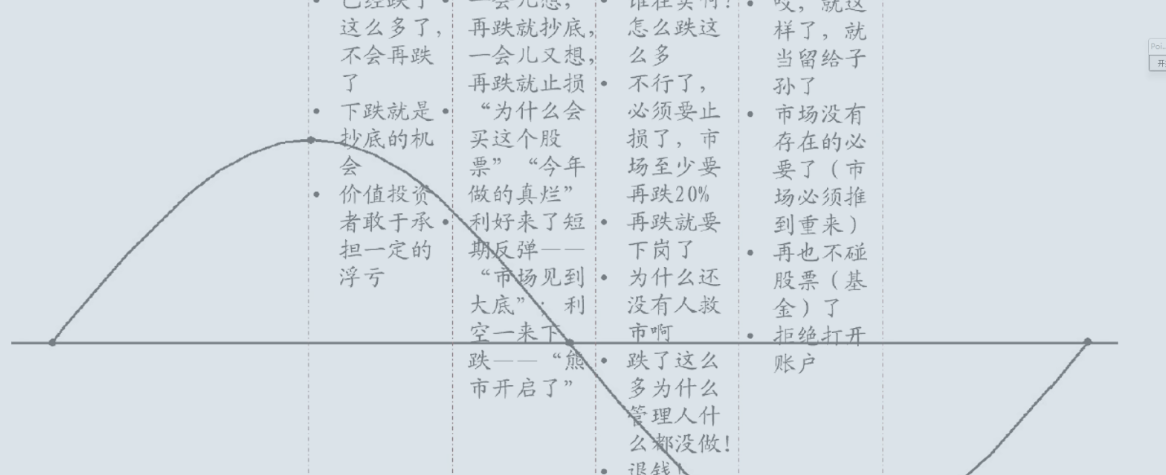 已经跌了
这么多了，
不会再跌
了
下跌就是
抄底的机
会
价值投资
者敢于承
担一定的
浮亏
一会儿想，
再跌就抄底，
一会儿又想，
再跌就止损
“为什么会
买这个股
票”“今年
做的真烂”
利好来了短
期反弹——
“市场见到
大底”；利
空一来下
跌——“熊
市开启了”
谁在卖啊！
怎么跌这
么多
不行了，
必须要止
损了，市
场至少要
再跌20%
再跌就要
下岗了
为什么还
没有人救
市啊
跌了这么
多为什么
管理人什
么都没做！
退钱！
哎，就这
样了，就
当留给子
孙了
市场没有
存在的必
要了（市
场必须推
到重来）
再也不碰
股票（基
金）了
拒绝打开
账户